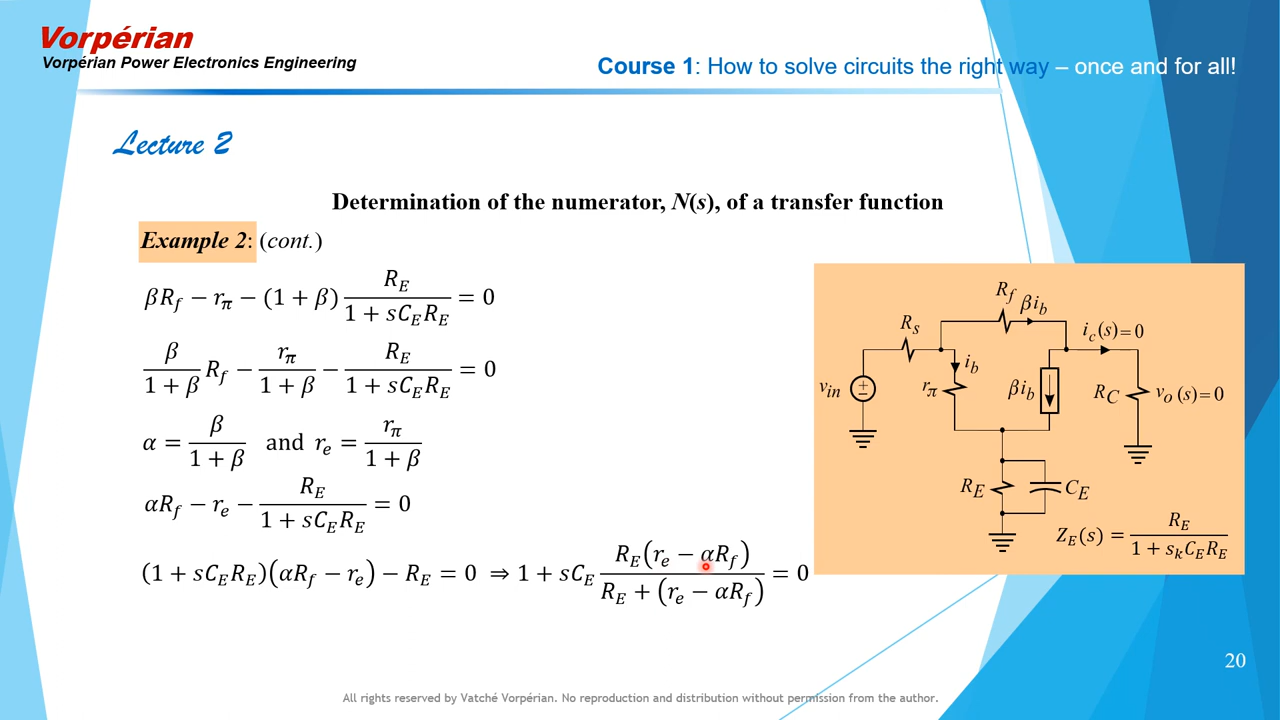 Vorpérian
Vorpérian Power Electronics Engineering
Course 1: How to solve circuits the right way – once and for all!
Lecture 2
Determination of the numerator, N(s), of a transfer function
Example 2: (cont.)
βR_f − r_π − (1 + β) R_E / (1 + sC_E R_E) = 0
β / (1 + β) R_f − r_π / (1 + β) − R_E / (1 + sC_E R_E) = 0
α = β / (1 + β) and r_e = r_π / (1 + β)
αR_f − r_e − R_E / (1 + sC_E R_E) = 0
(1 + sC_E R_E)(αR_f − r_e) − R_E = 0 ⇒ 1 + sC_E R_E(r_e − αR_f) / (R_E + (r_e − αR_f)) = 0
R_f
βi_b
R_s
i_c(s)=0
i_b
v_in
+
−
r_π
βi_b
R_C
v_o(s)=0
R_E
C_E
Z_E(s) = R_E / (1 + s_k C_E R_E)
20
All rights reserved by Vatché Vorpérian. No reproduction and distribution without permission from the author.